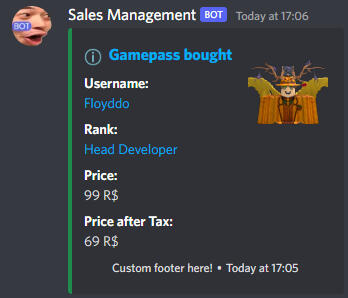 Sales Management BOT Today at 17:06
BOT
Gamepass bought
Username:
Floyddo
Rank:
Head Developer
Price:
99 R$
Price after Tax:
69 R$
Custom footer here! • Today at 17:05